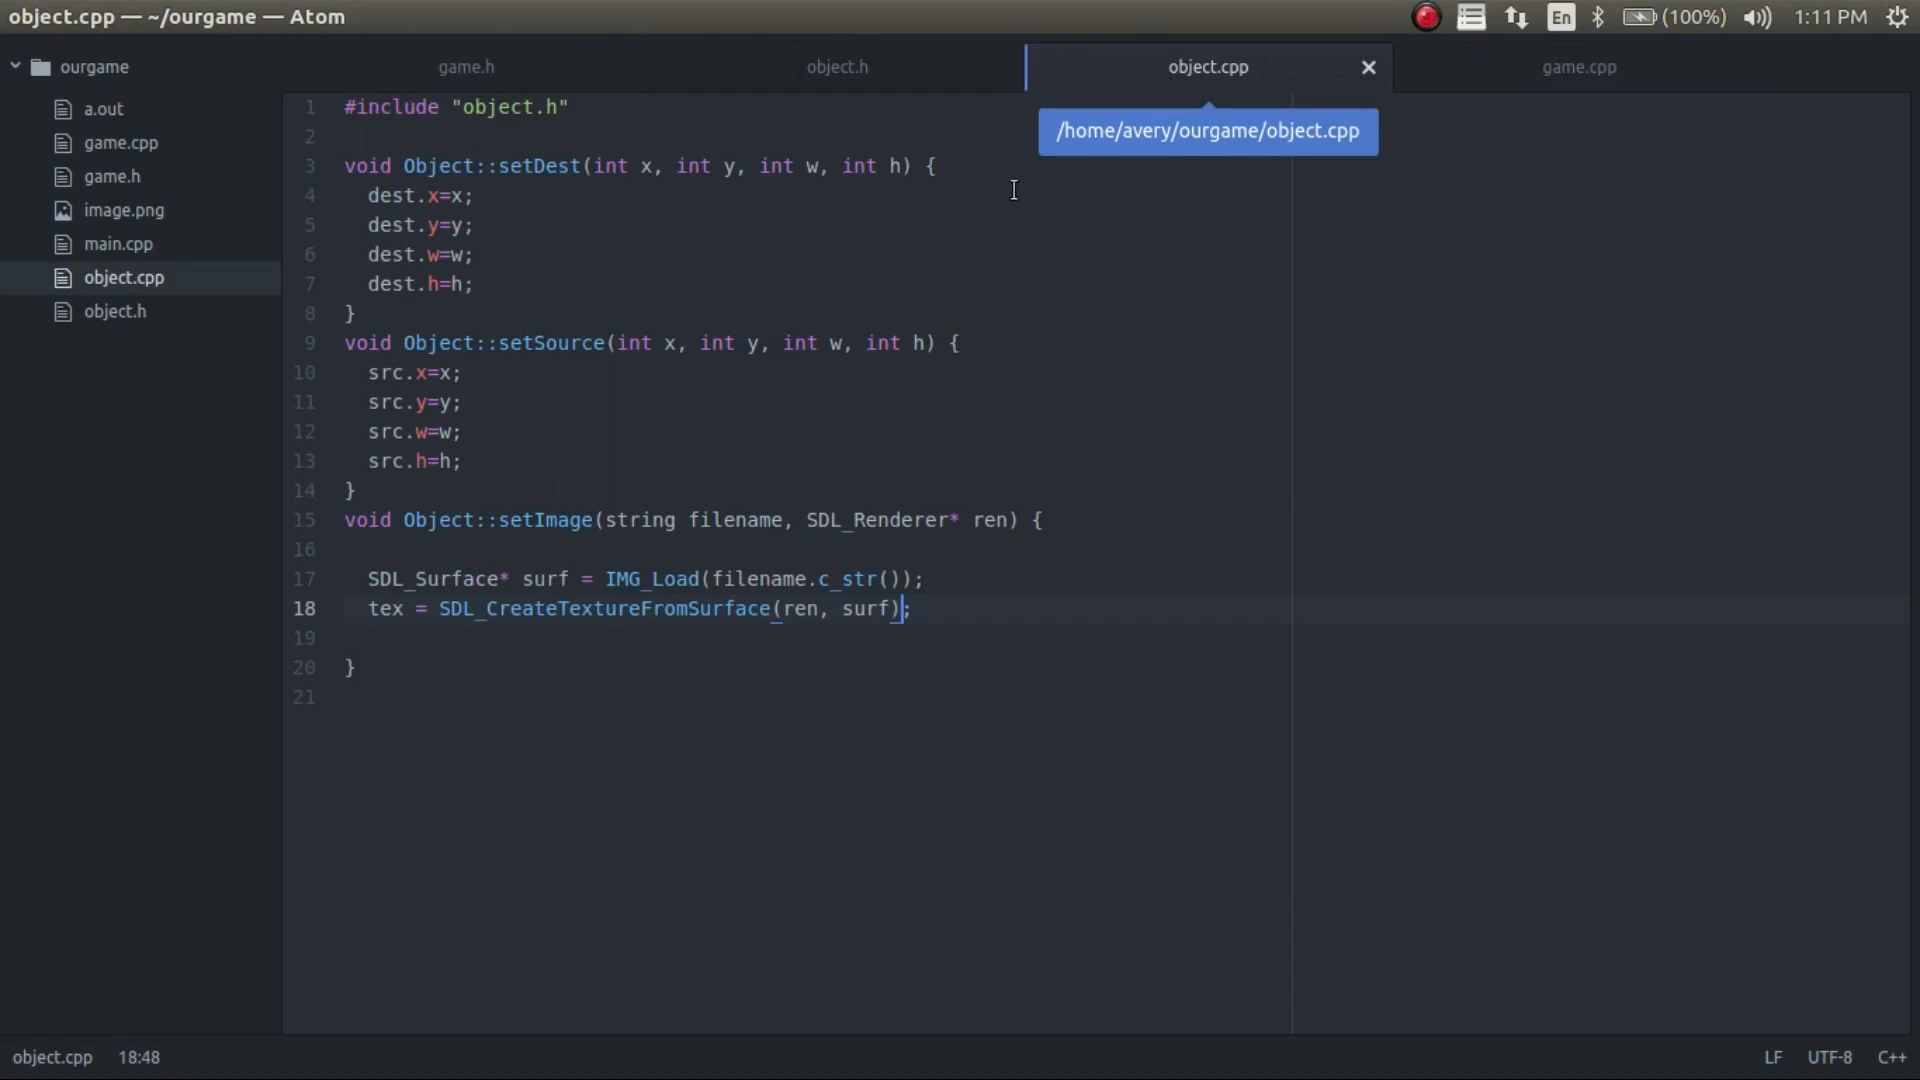 object.cpp — ~/ourgame — Atom
En
(100%)
1:11 PM
ourgame
game.h
object.h
object.cpp
game.cpp
/home/avery/ourgame/object.cpp
a.out
game.cpp
game.h
image.png
main.cpp
object.cpp
object.h
1 #include "object.h"
2
3 void Object::setDest(int x, int y, int w, int h) {
4 dest.x=x;
5 dest.y=y;
6 dest.w=w;
7 dest.h=h;
8 }
9 void Object::setSource(int x, int y, int w, int h) {
10 src.x=x;
11 src.y=y;
12 src.w=w;
13 src.h=h;
14 }
15 void Object::setImage(string filename, SDL_Renderer* ren) {
16
17 SDL_Surface* surf = IMG_Load(filename.c_str());
18 tex = SDL_CreateTextureFromSurface(ren, surf);
19
20 }
21
object.cpp 18:48
LF UTF-8 C++